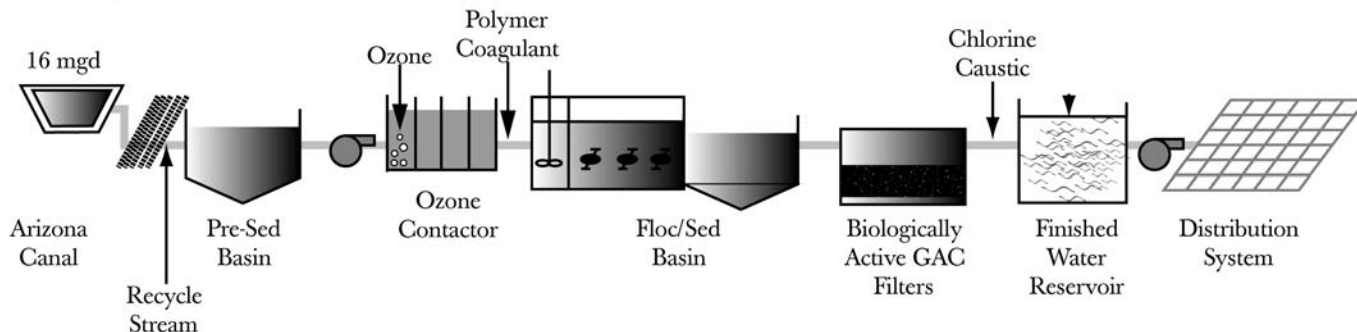 16 mgd
Ozone
Polymer
Coagulant
Chlorine
Caustic
Arizona
Canal
Recycle
Stream
Pre-Sed
Basin
Ozone
Contactor
Floc/Sed
Basin
Biologically
Active GAC
Filters
Finished
Water
Reservoir
Distribution
System